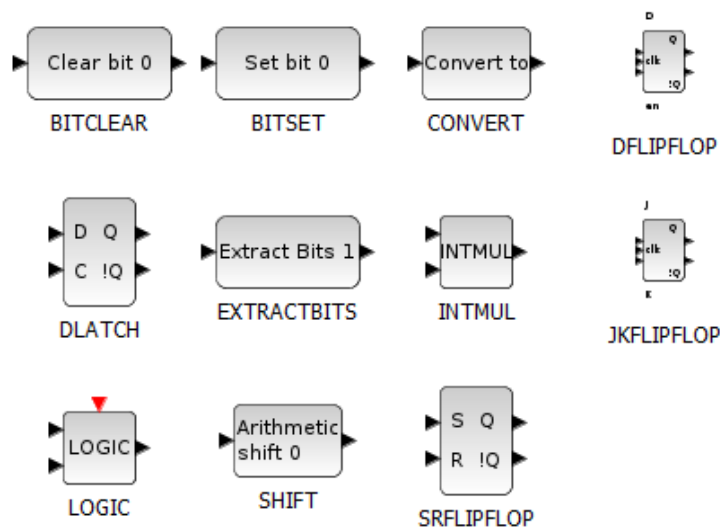 Clear bit 0
BITCLEAR
Set bit 0
BITSET
Convert to
CONVERT
D
Q
clk
!Q
en
DFLIPFLOP
D Q
C !Q
DLATCH
Extract Bits 1
EXTRACTBITS
INTMUL
INTMUL
J
Q
clk
!Q
K
JKFLIPFLOP
LOGIC
LOGIC
Arithmetic
shift 0
SHIFT
S Q
R !Q
SRFLIPFLOP